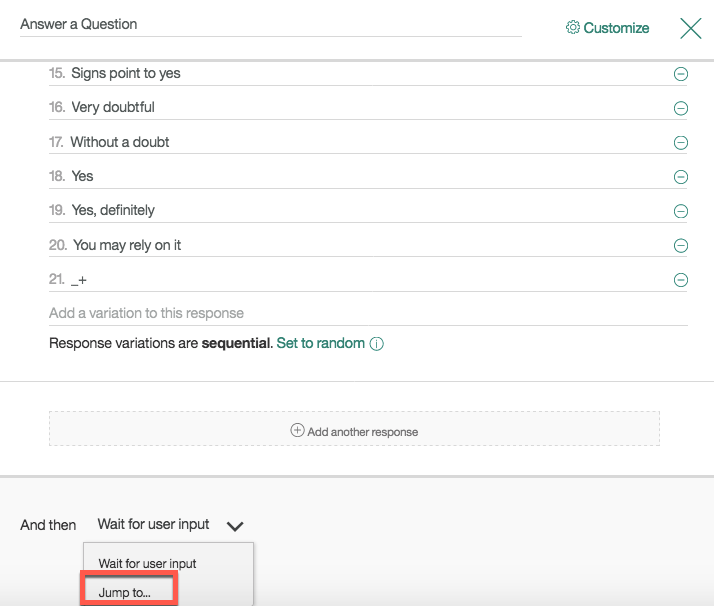 Answer a Question
Customize
15. Signs point to yes
16. Very doubtful
17. Without a doubt
18. Yes
19. Yes, definitely
20. You may rely on it
21. _+
Add a variation to this response
Response variations are sequential. Set to random
Add another response
And then Wait for user input
Wait for user input
Jump to...